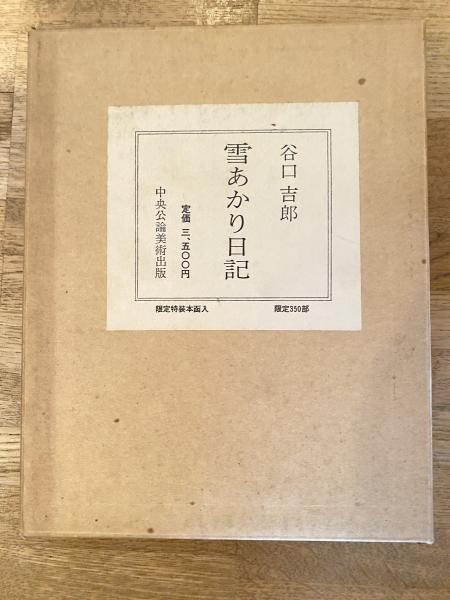 谷口吉郎
雪あかり日記
定価 三、五〇〇円
中央公論美術出版
限定特装本函入
限定350部